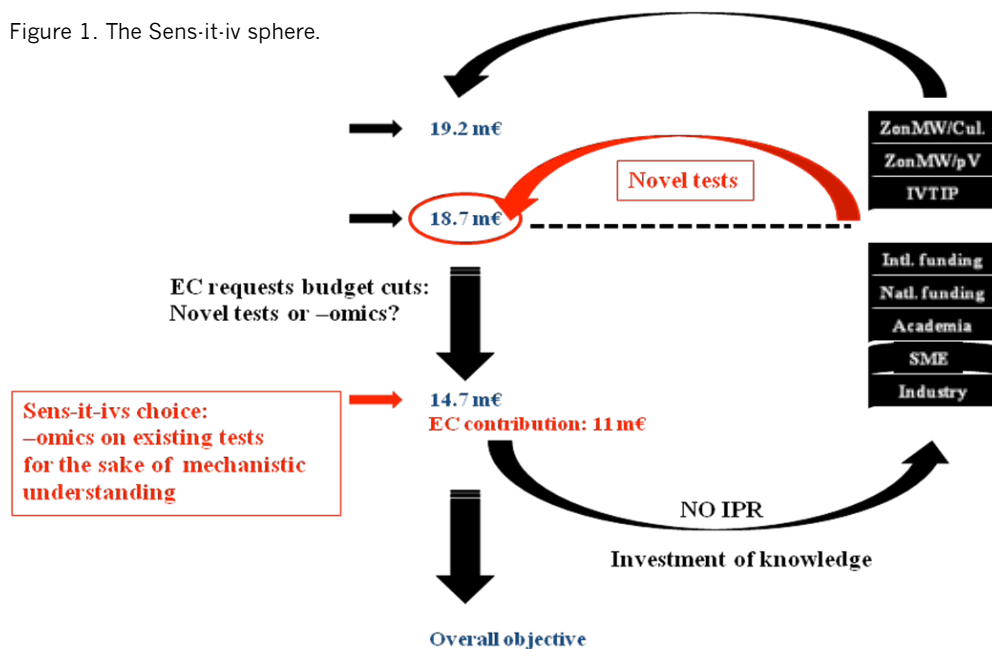 Figure 1. The Sens-it-iv sphere.
19.2 m€
ZonMW/Cul.
ZonMW/pV
IVTIP
Novel tests
18.7 m€
EC requests budget cuts:
Novel tests or –omics?
Intl. funding
Natl. funding
Academia
SME
Industry
14.7 m€
EC contribution: 11 m€
Sens-it-ivs choice:
–omics on existing tests
for the sake of mechanistic
understanding
NO IPR
Investment of knowledge
Overall objective